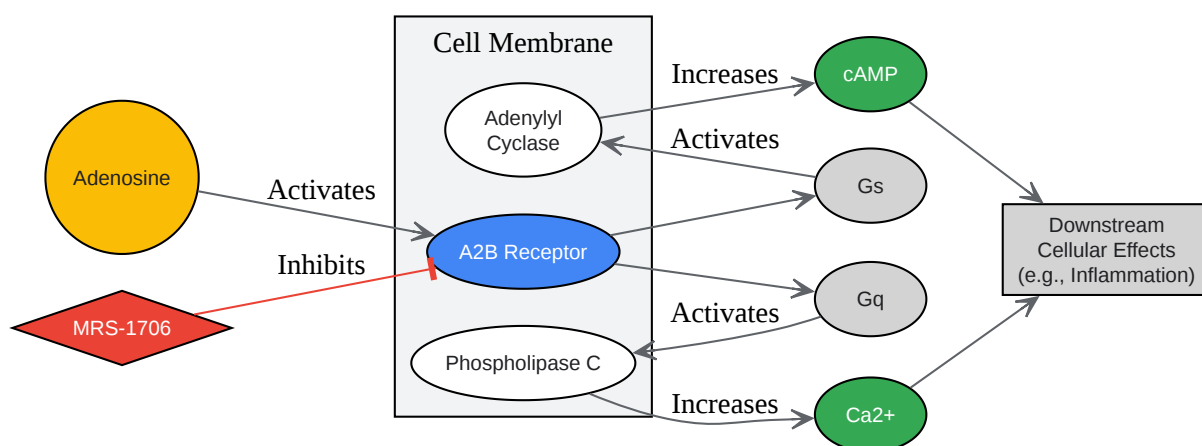 Cell Membrane
Adenosine
Activates
MRS-1706
Inhibits
Adenylyl
Cyclase
A2B Receptor
Phospholipase C
Increases
Activates
Activates
Increases
cAMP
Gs
Gq
Ca2+
Downstream
Cellular Effects
(e.g., Inflammation)